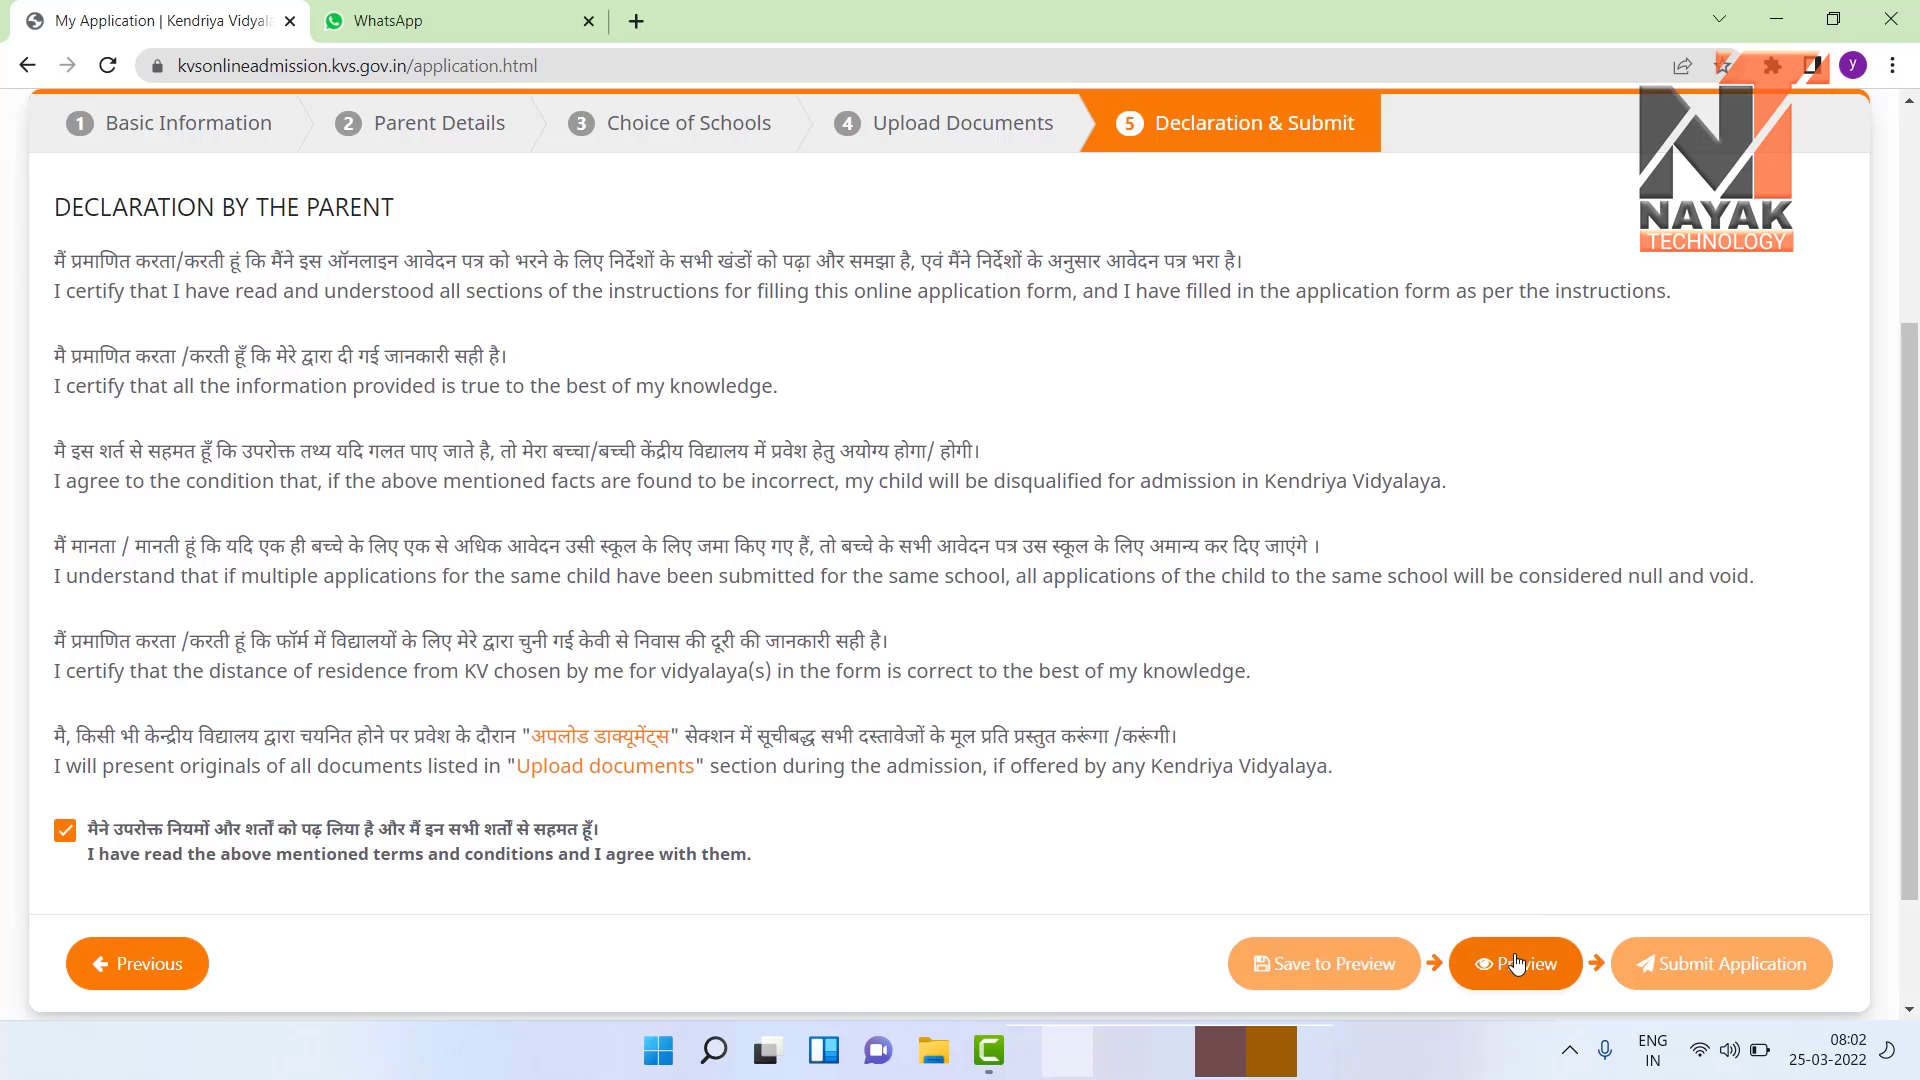 My Application | Kendriya Vidyal
WhatsApp
kvsonlineadmission.kvs.gov.in/application.html
y
1 Basic Information
2 Parent Details
3 Choice of Schools
4 Upload Documents
5 Declaration & Submit
NAYAK
TECHNOLOGY
DECLARATION BY THE PARENT
मैं प्रमाणित करता/करती हूं कि मैंने इस ऑनलाइन आवेदन पत्र को भरने के लिए निर्देशों के सभी खंडों को पढ़ा और समझा है, एवं मैंने निर्देशों के अनुसार आवेदन पत्र भरा है।
I certify that I have read and understood all sections of the instructions for filling this online application form, and I have filled in the application form as per the instructions.
मै प्रमाणित करता /करती हूँ कि मेरे द्वारा दी गई जानकारी सही है।
I certify that all the information provided is true to the best of my knowledge.
मै इस शर्त से सहमत हूँ कि उपरोक्त तथ्य यदि गलत पाए जाते है, तो मेरा बच्चा/बच्ची केंद्रीय विद्यालय में प्रवेश हेतु अयोग्य होगा/ होगी।
I agree to the condition that, if the above mentioned facts are found to be incorrect, my child will be disqualified for admission in Kendriya Vidyalaya.
मैं मानता / मानती हूं कि यदि एक ही बच्चे के लिए एक से अधिक आवेदन उसी स्कूल के लिए जमा किए गए हैं, तो बच्चे के सभी आवेदन पत्र उस स्कूल के लिए अमान्य कर दिए जाएंगे ।
I understand that if multiple applications for the same child have been submitted for the same school, all applications of the child to the same school will be considered null and void.
मैं प्रमाणित करता /करती हूं कि फॉर्म में विद्यालयों के लिए मेरे द्वारा चुनी गई केवी से निवास की दूरी की जानकारी सही है।
I certify that the distance of residence from KV chosen by me for vidyalaya(s) in the form is correct to the best of my knowledge.
मै, किसी भी केन्द्रीय विद्यालय द्वारा चयनित होने पर प्रवेश के दौरान "अपलोड डाक्यूमेंट्स" सेक्शन में सूचीबद्ध सभी दस्तावेजों के मूल प्रति प्रस्तुत करूंगा /करूंगी।
I will present originals of all documents listed in "Upload documents" section during the admission, if offered by any Kendriya Vidyalaya.
मैने उपरोक्त नियमों और शर्तों को पढ़ लिया है और मैं इन सभी शर्तों से सहमत हूँ।
I have read the above mentioned terms and conditions and I agree with them.
Previous
Save to Preview
Preview
Submit Application
ENG
IN
08:02
25-03-2022